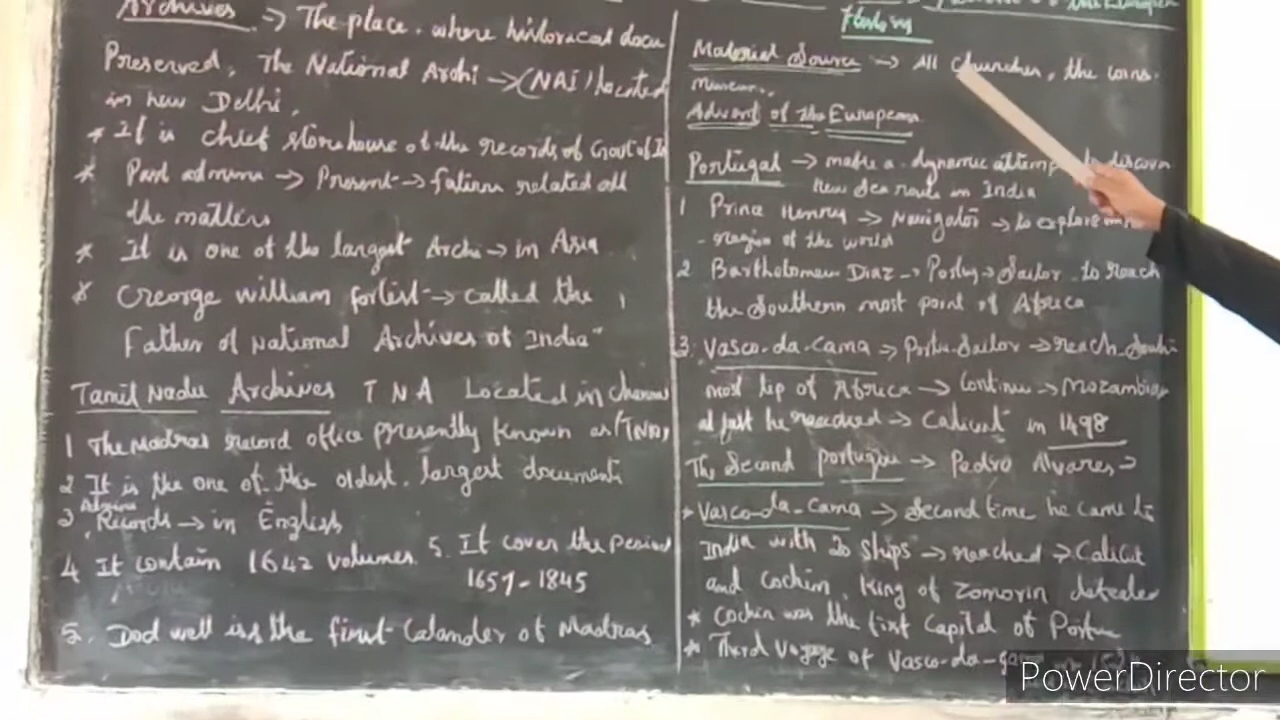 Archives → The place. where historical docu
Preserved, The National Archi → (NAI) located
in new Delhi,
* It is chief storehouse of the records of Govt of In
* Past admins → Present → future related all
the matters
* It is one of the largest Archi → in Asia
* George william forlist → called the
Father of National Archives of India"
Tamil Nadu Archives TNA Located in Chennai
1 The Madras record office presently known as (TNA)
2 It is the one of the oldest. largest document
3 Records → in English
4 It contain 1642 volumes. 5. It cover the period
1657-1845
5. Dod well is the first Calander of Madras
History
Material Source → All Churches, the coins.
Advent of the European
Portugal → make a dynamic attemp to discov
new Sea route in India
1 Prince Henry → Navigator → to explore
region of the world
2 Bartholomew Diaz → Portug → Sailor to reach
the Southern most point of Africa
3. Vasco-da-Gama → Sailor → reach South
most tip of Africa → Continue → Mozambiq
at last he reached → Calicut in 1498
The Second Portugue → Pedro Alvares
Vasco-da-Gama → Second time he came to
India with 20 ships → reached → Calicut
and Cochin, King of Zomorin defeated
* Cochin was the first Capital of Portu
* Third Voyage of Vasco-da-ga
PowerDirector